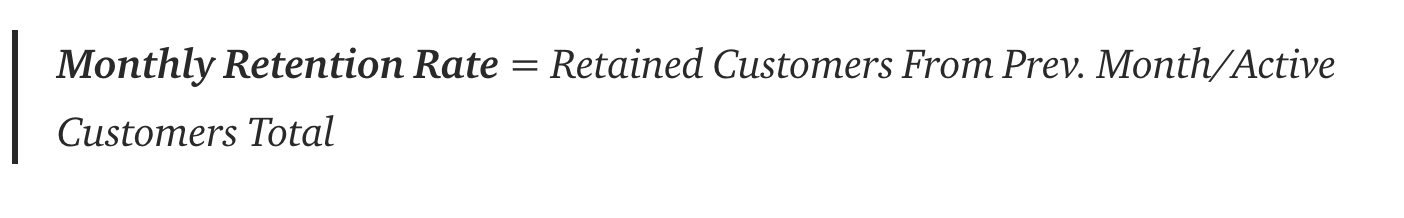 Monthly Retention Rate = Retained Customers From Prev. Month/Active
Customers Total